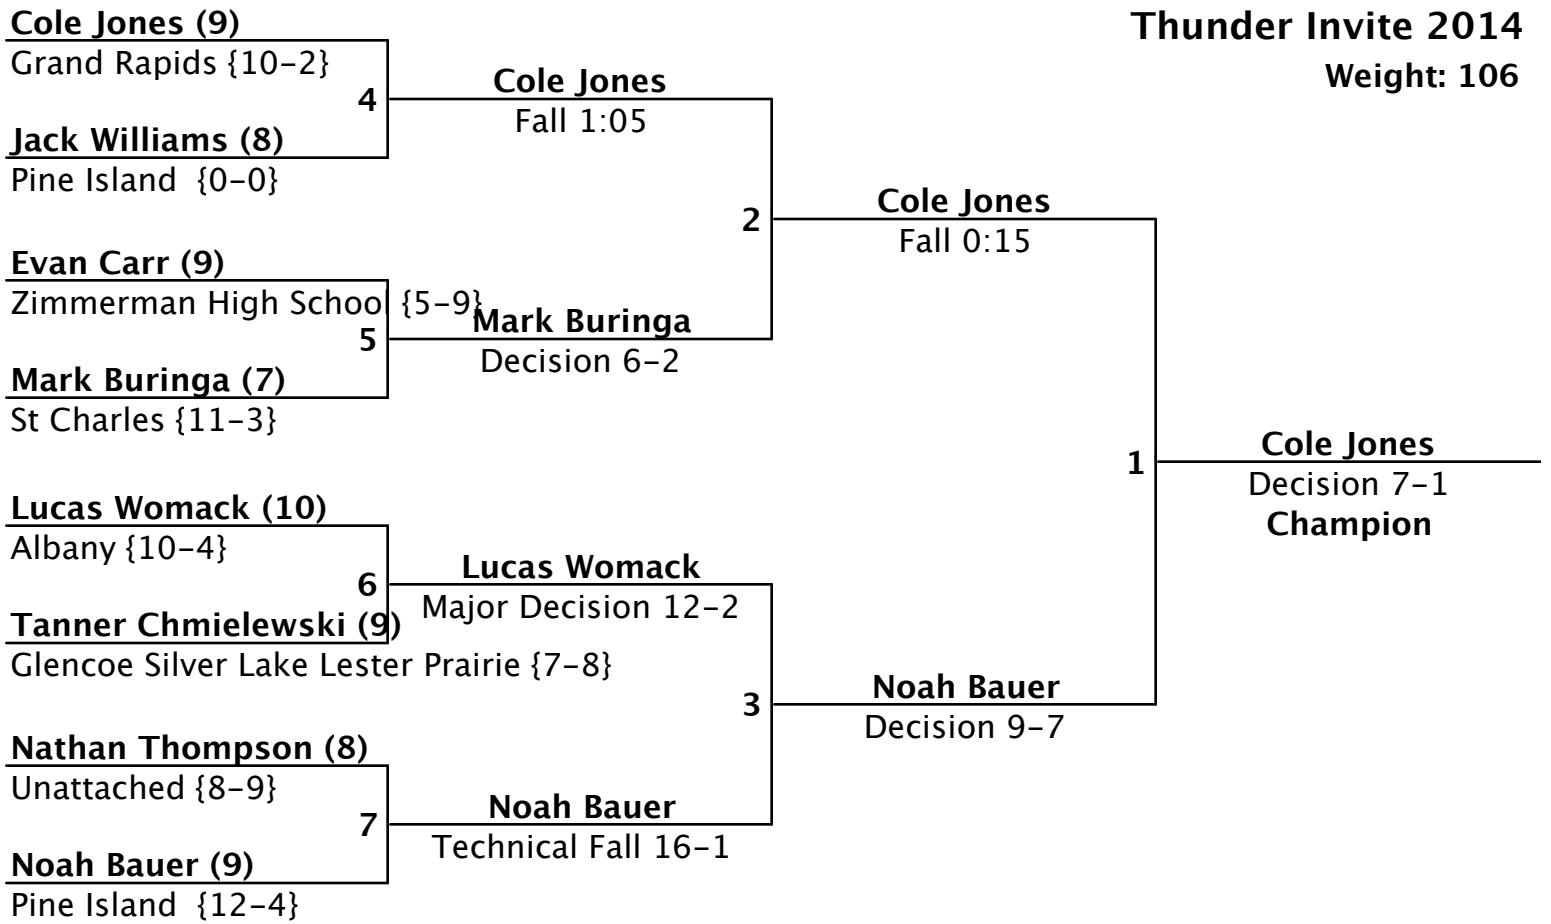 Thunder Invite 2014
Weight: 106
Cole Jones (9)
Grand Rapids {10-2}
4
Jack Williams (8)
Pine Island {0-0}
Cole Jones
Fall 1:05
Evan Carr (9)
Zimmerman High School {5-9}
5
Mark Buringa (7)
St Charles {11-3}
Mark Buringa
Decision 6-2
2
Cole Jones
Fall 0:15
Lucas Womack (10)
Albany {10-4}
6
Tanner Chmielewski (9)
Glencoe Silver Lake Lester Prairie {7-8}
Lucas Womack
Major Decision 12-2
Nathan Thompson (8)
Unattached {8-9}
7
Noah Bauer (9)
Pine Island {12-4}
Noah Bauer
Technical Fall 16-1
3
Noah Bauer
Decision 9-7
1
Cole Jones
Decision 7-1
Champion